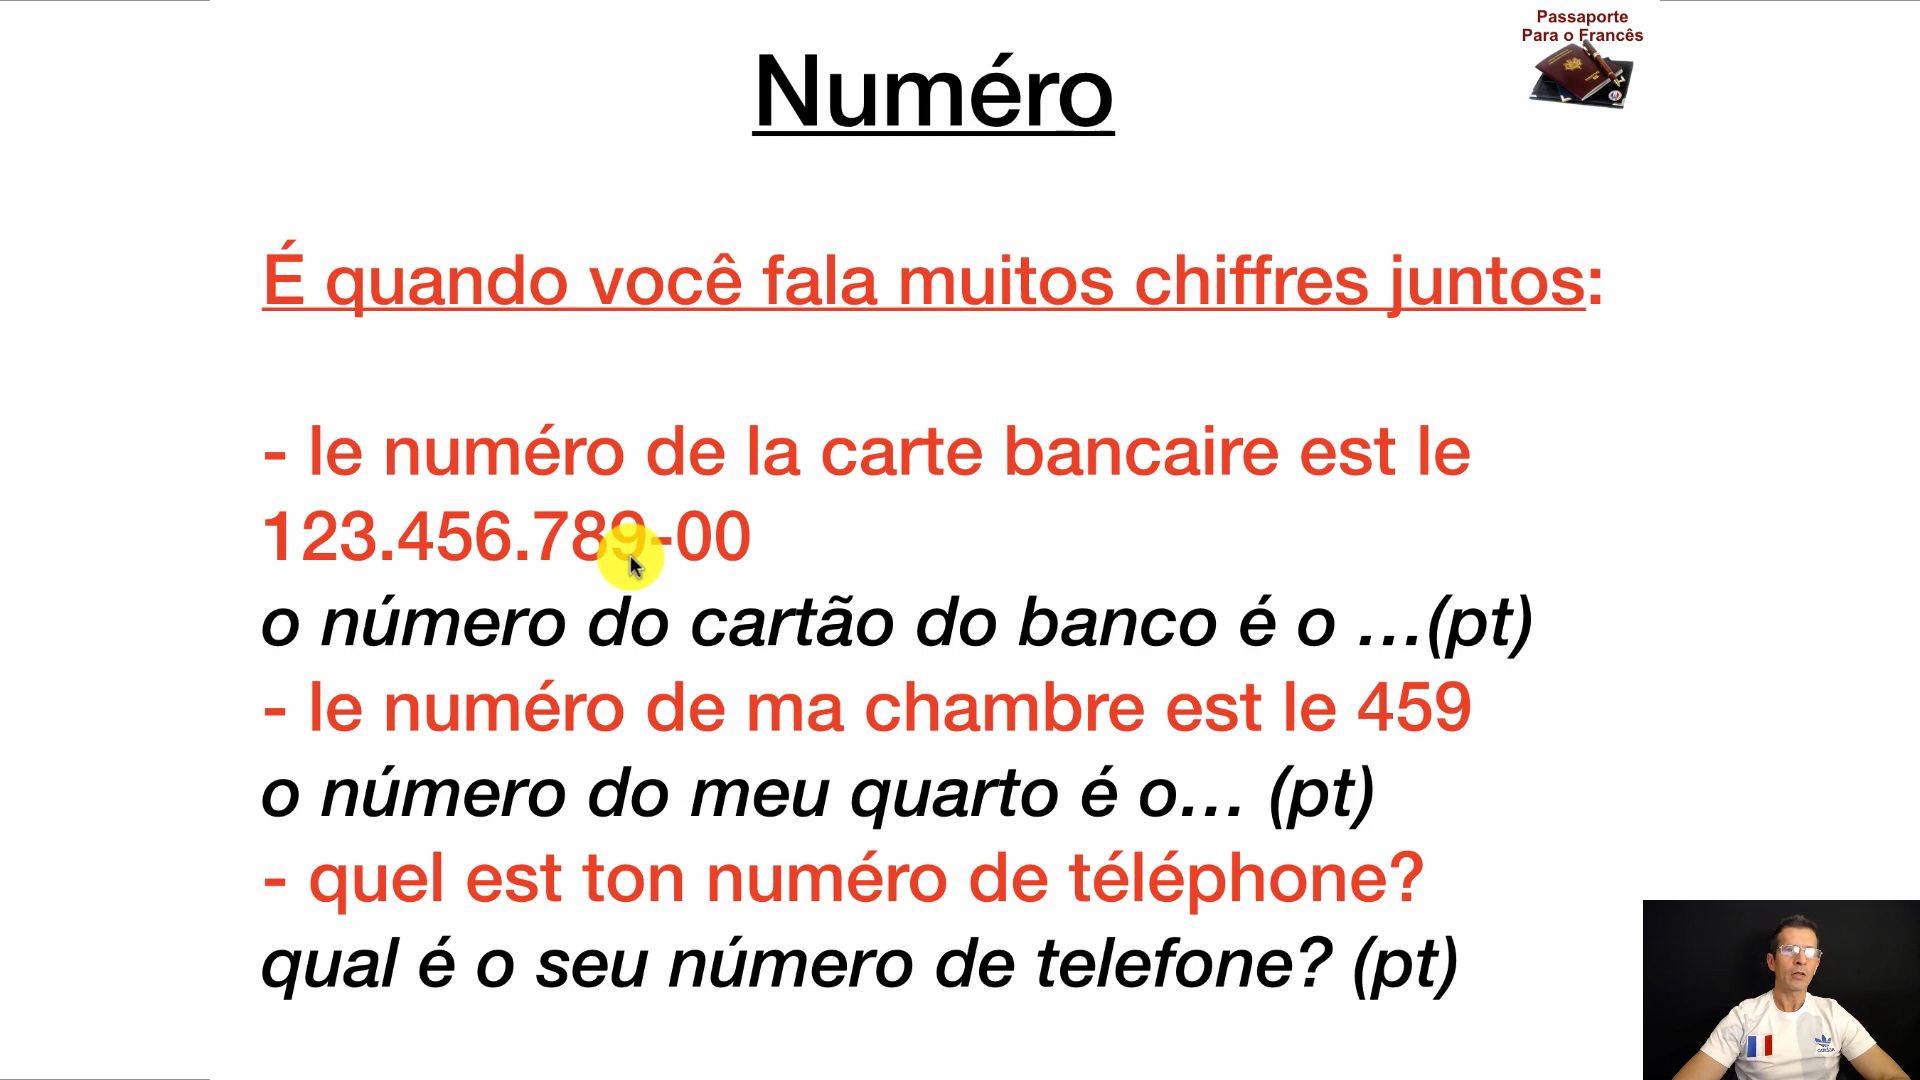 Passaporte
Para o Francês
Numéro
É quando você fala muitos chiffres juntos:
- le numéro de la carte bancaire est le
123.456.789-00
o número do cartão do banco é o …(pt)
- le numéro de ma chambre est le 459
o número do meu quarto é o… (pt)
- quel est ton numéro de téléphone?
qual é o seu número de telefone? (pt)
adidas